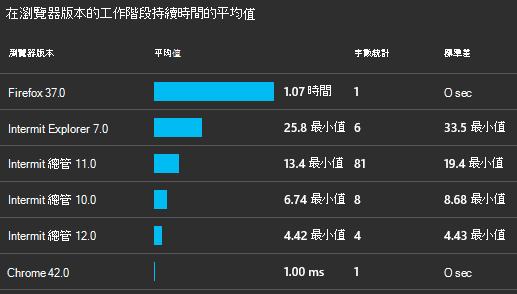 在瀏覽器版本的工作階段持續時間的平均值
瀏覽器版本 平均值 字數統計 標準差
Firefox 37.0 1.07 時間 1 O sec
Intermit Explorer 7.0 25.8 最小值 6 33.5 最小值
Intermit 總管 11.0 13.4 最小值 81 19.4 最小值
Intermit 總管 10.0 6.74 最小值 8 8.68 最小值
Intermit 總管 12.0 4.42 最小值 4 4.43 最小值
Chrome 42.0 1.00 ms 1 O sec